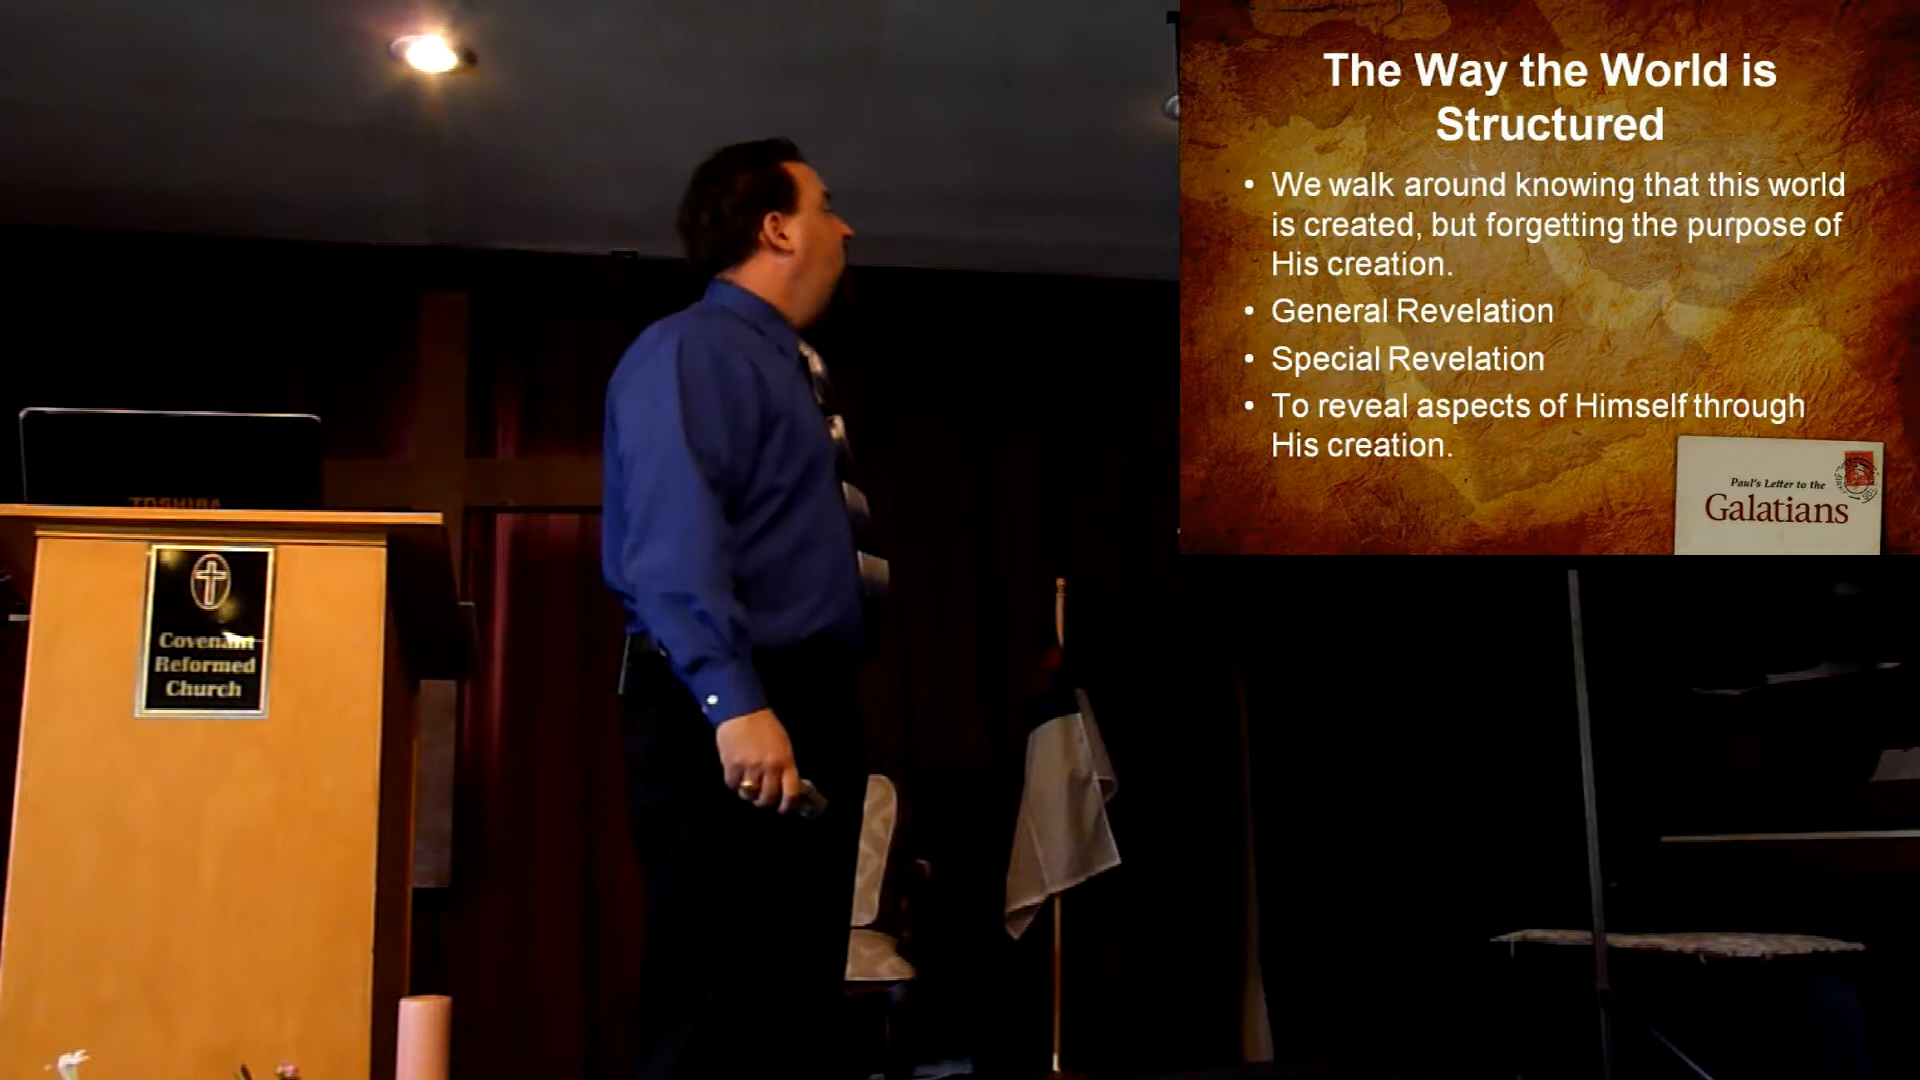 The Way the World is
Structured
• We walk around knowing that this world
is created, but forgetting the purpose of
His creation.
• General Revelation
• Special Revelation
• To reveal aspects of Himself through
His creation.
Paul's Letter to the
Galatians
TOSHIBA
Covenant
Reformed
Church